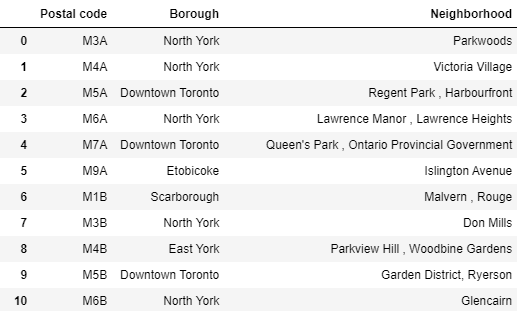 Postal code Borough Neighborhood
0 M3A North York Parkwoods
1 M4A North York Victoria Village
2 M5A Downtown Toronto Regent Park , Harbourfront
3 M6A North York Lawrence Manor , Lawrence Heights
4 M7A Downtown Toronto Queen's Park , Ontario Provincial Government
5 M9A Etobicoke Islington Avenue
6 M1B Scarborough Malvern , Rouge
7 M3B North York Don Mills
8 M4B East York Parkview Hill , Woodbine Gardens
9 M5B Downtown Toronto Garden District, Ryerson
10 M6B North York Glencairn